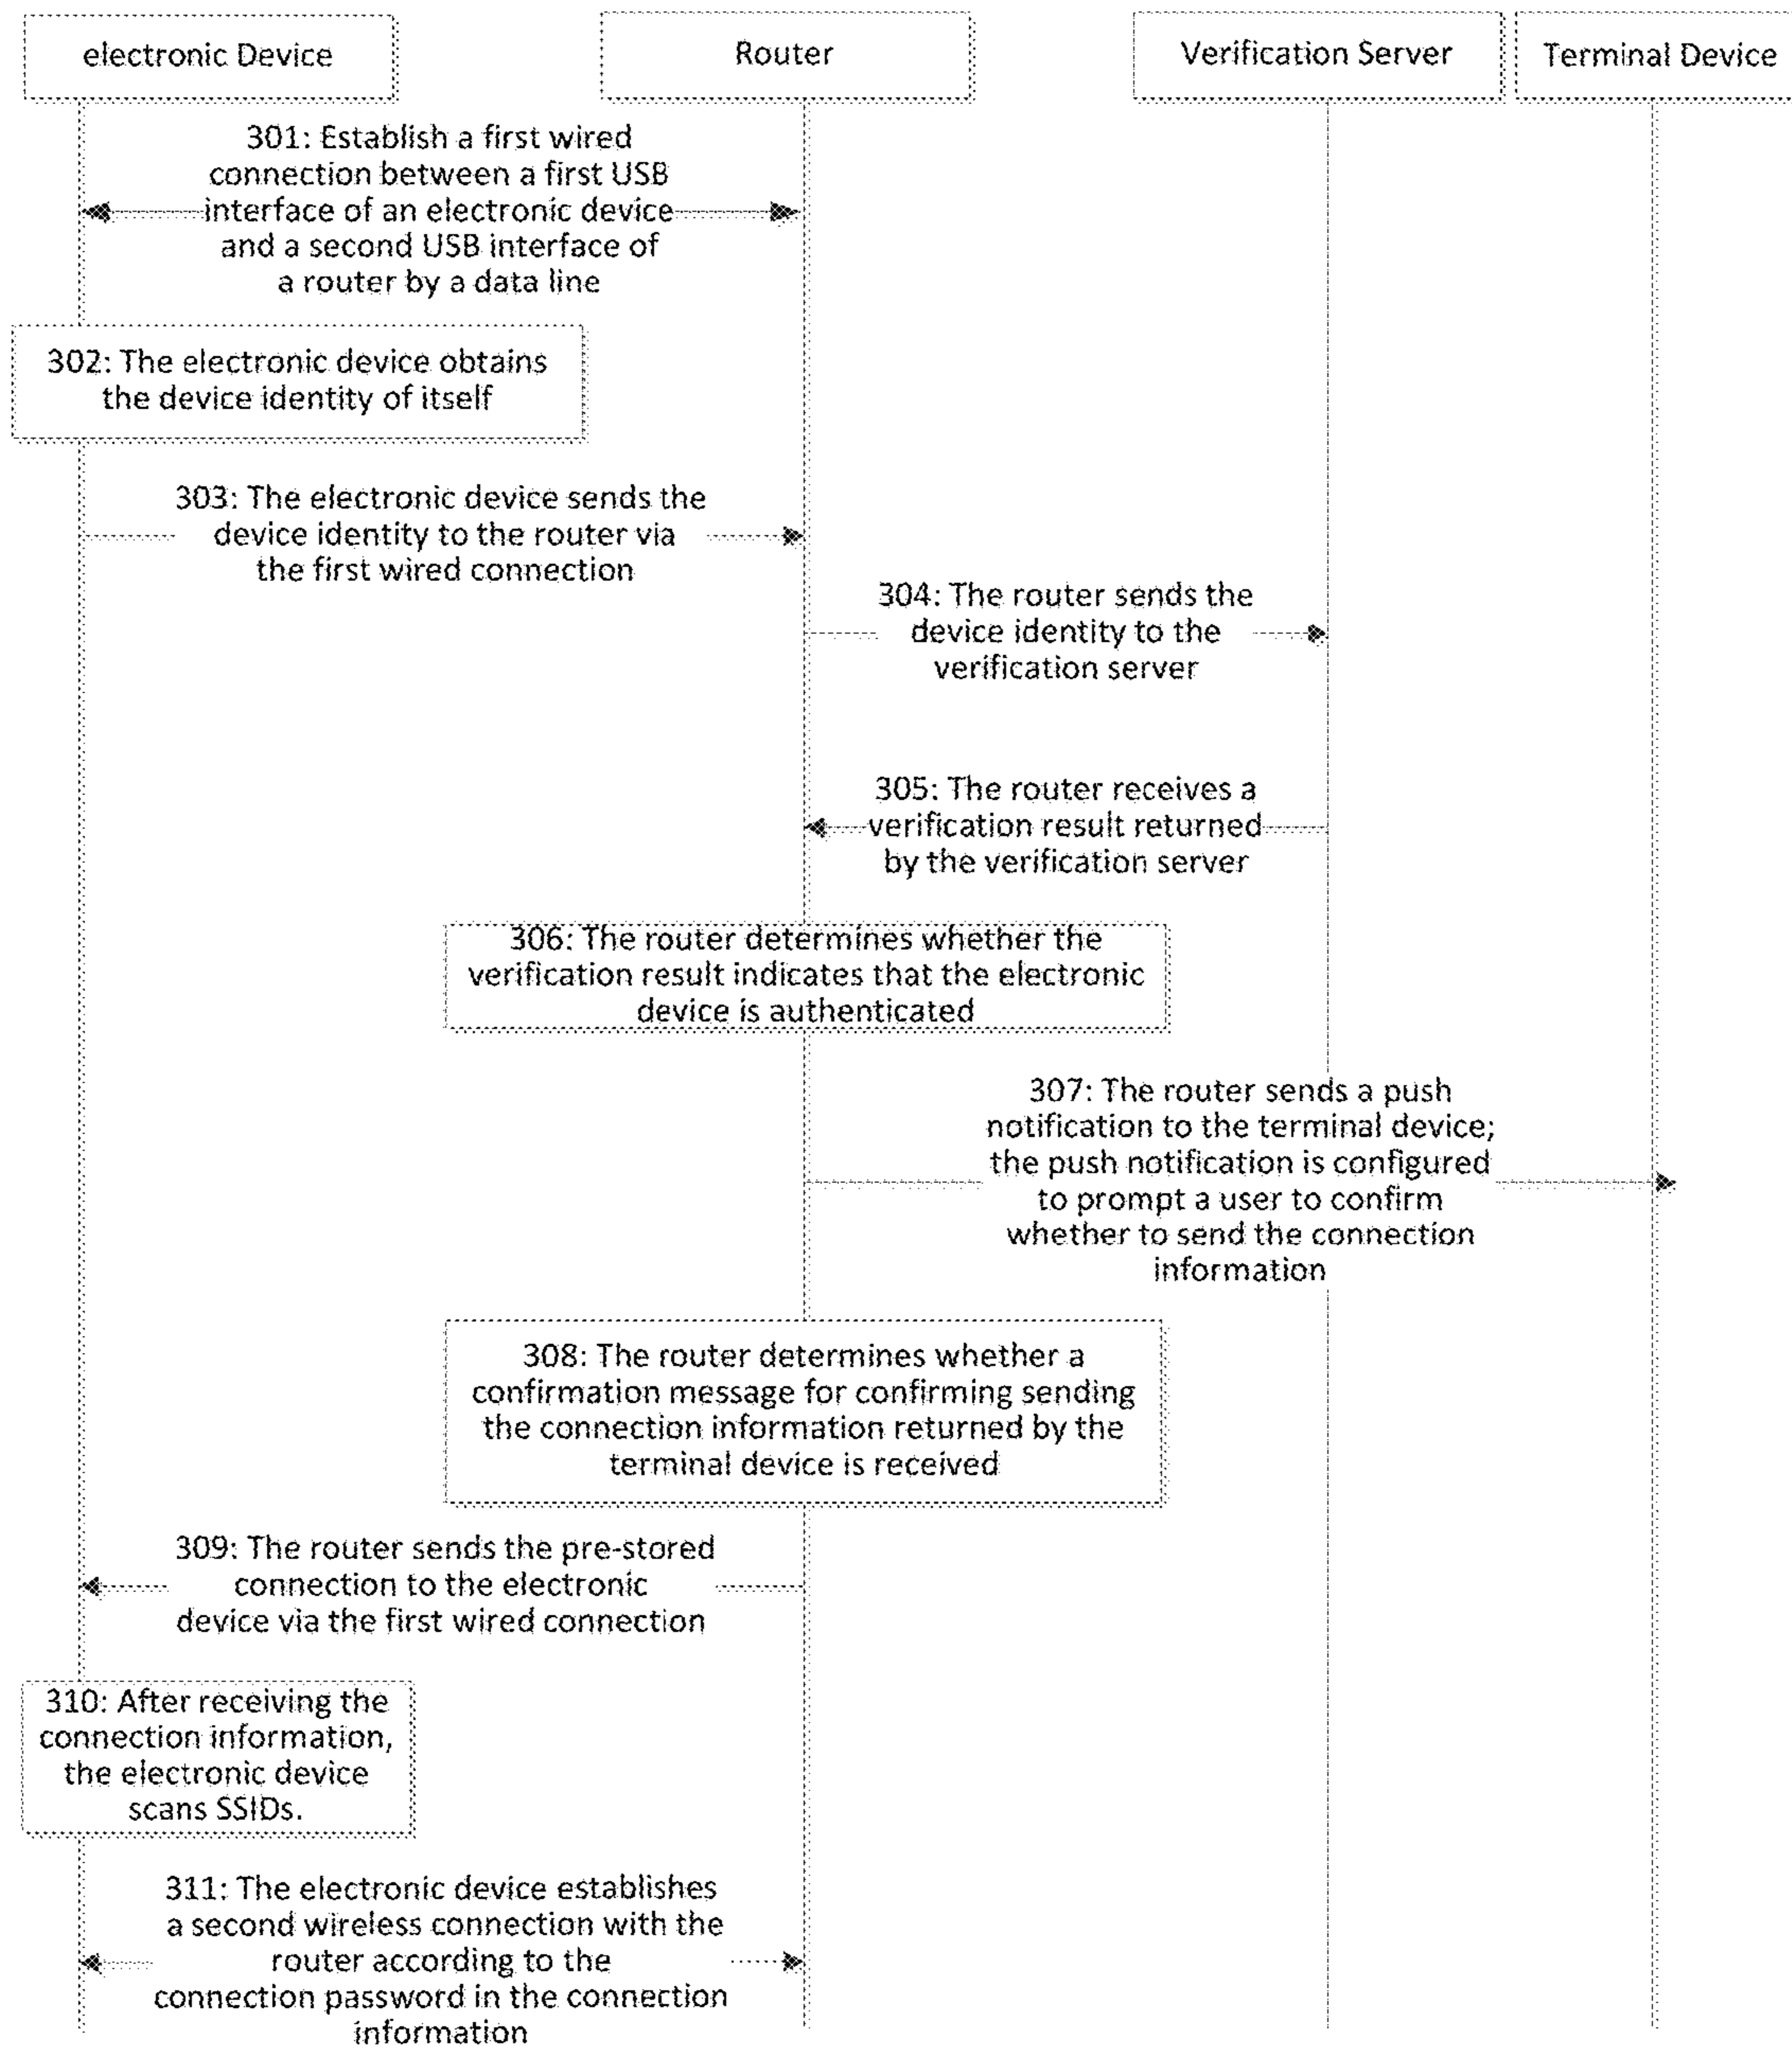 electronic Device
Router
Verification Server
Terminal Device
301: Establish a first wired
connection between a first USB
interface of an electronic device
and a second USB interface of
a router by a data line
302: The electronic device obtains
the device identity of itself
303: The electronic device sends the
device identity to the router via
the first wired connection
304: The router sends the
device identity to the
verification server
305: The router receives a
verification result returned
by the verification server
306: The router determines whether the
verification result indicates that the electronic
device is authenticated
307: The router sends a push
notification to the terminal device;
the push notification is configured
to prompt a user to confirm
whether to send the connection
information
308: The router determines whether a
confirmation message for confirming sending
the connection information returned by the
terminal device is received
309: The router sends the pre-stored
connection to the electronic
device via the first wired connection
310: After receiving the
connection information,
the electronic device
scans SSIDs.
311: The electronic device establishes
a second wireless connection with the
router according to the
connection password in the connection
information